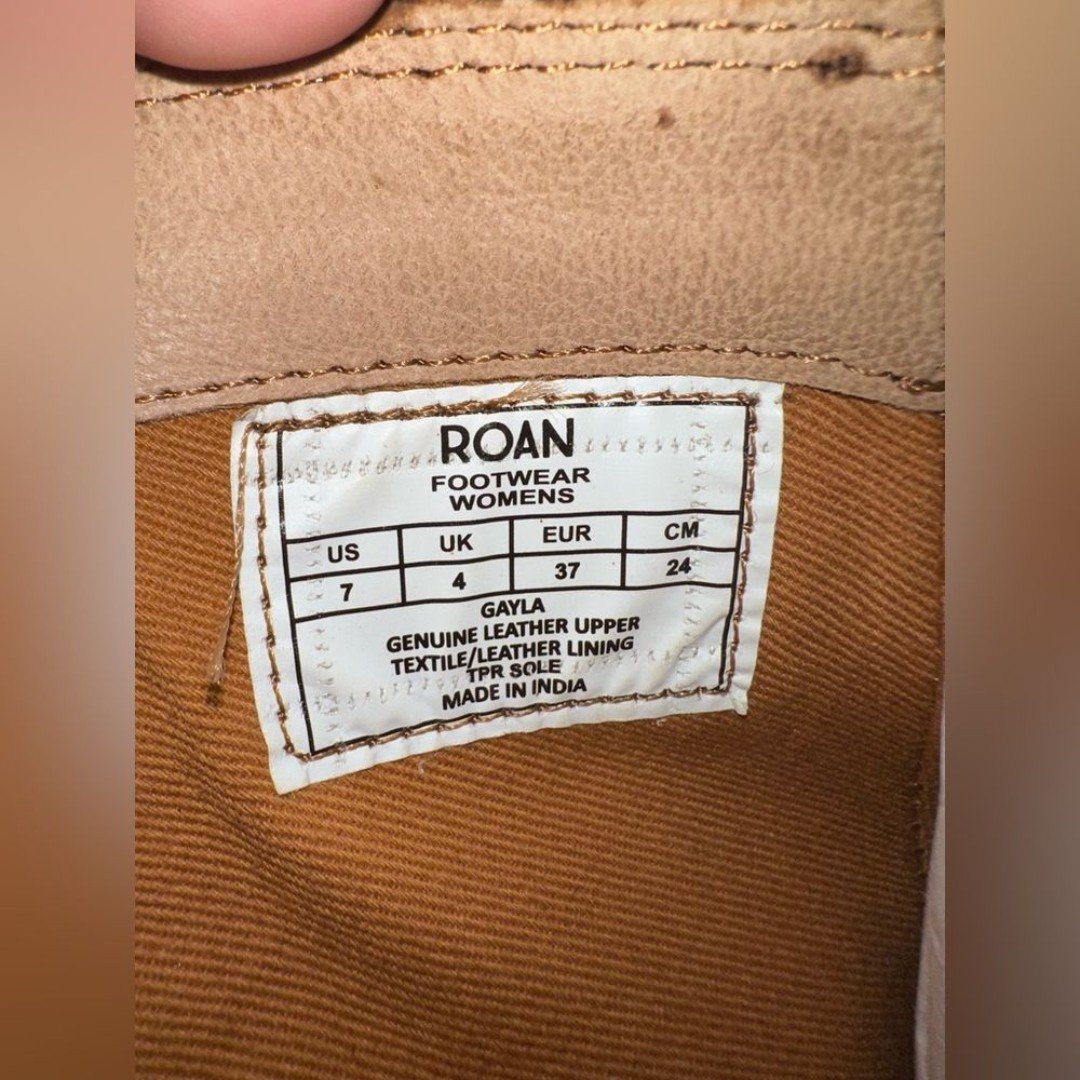 ROAN
FOOTWEAR
WOMENS
US UK EUR CM
7 4 37 24
GAYLA
GENUINE LEATHER UPPER
TEXTILE/LEATHER LINING
TPR SOLE
MADE IN INDIA